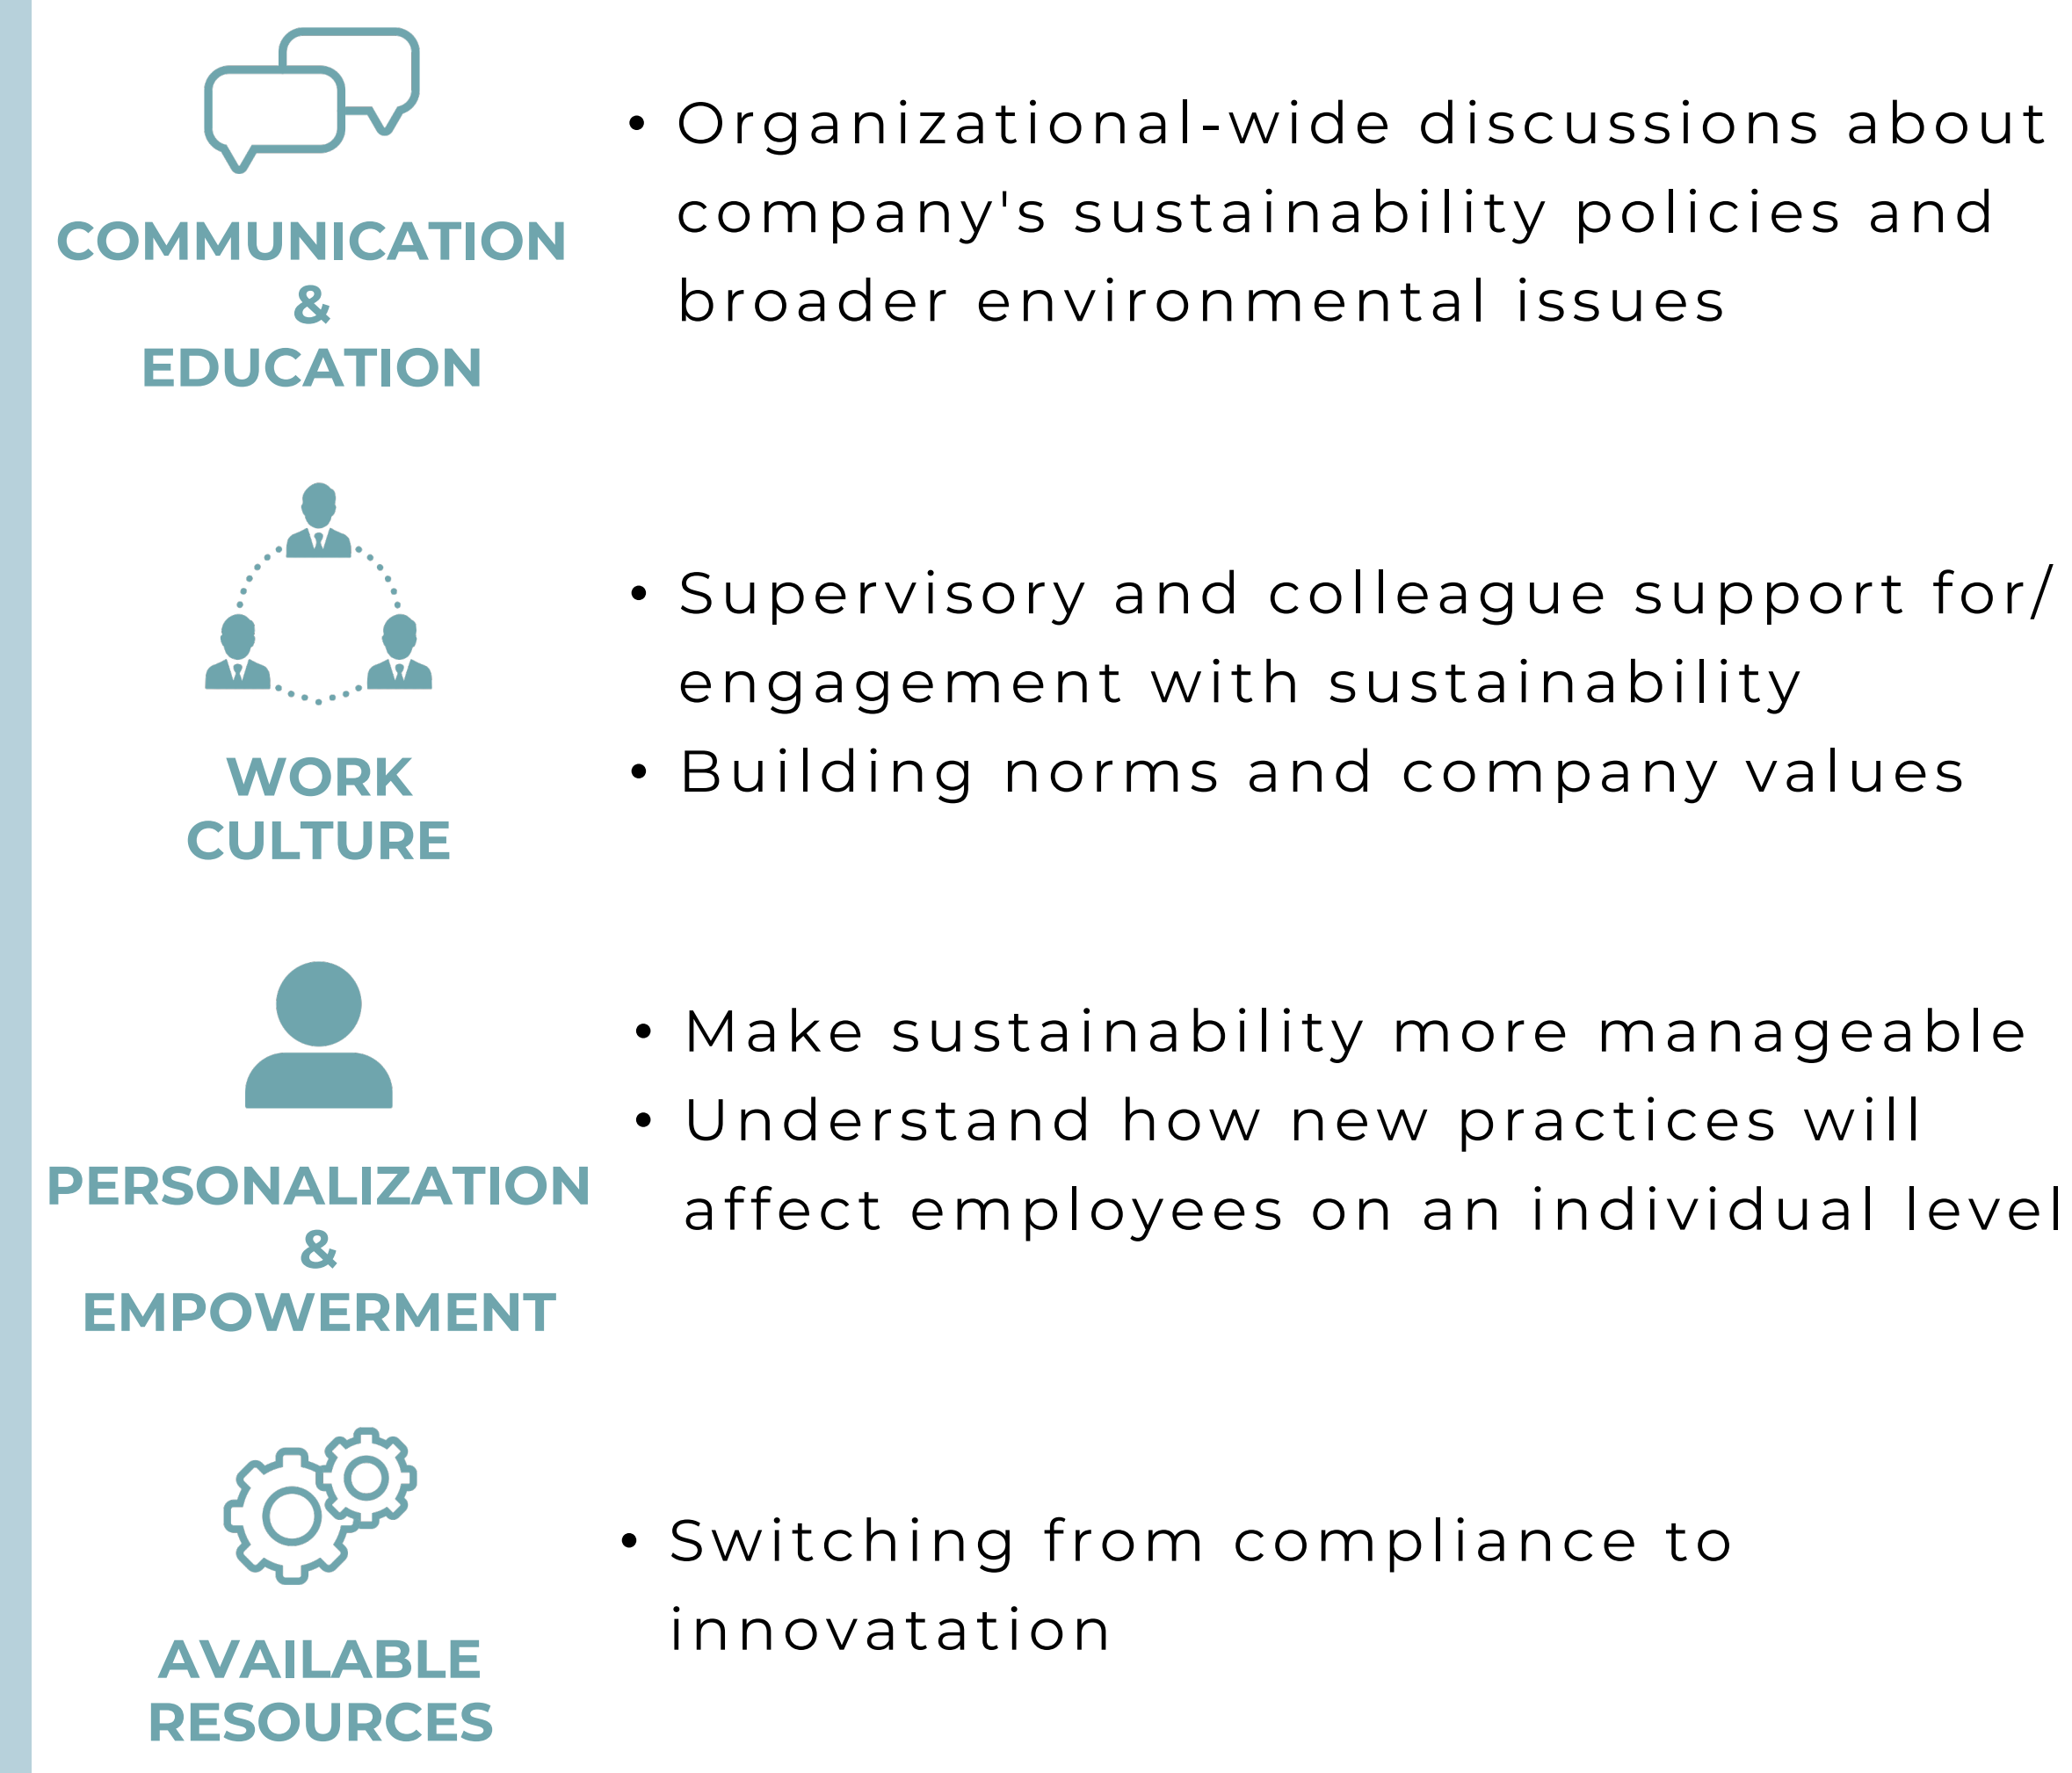 COMMUNICATION
&
EDUCATION
• Organizational-wide discussions about
company's sustainability policies and
broader environmental issues
WORK
CULTURE
• Supervisory and colleague support for/
engagement with sustainability
• Building norms and company values
PERSONALIZATION
&
EMPOWERMENT
• Make sustainability more manageable
• Understand how new practices will
affect employees on an individual level
AVAILABLE
RESOURCES
• Switching from compliance to
innovatation